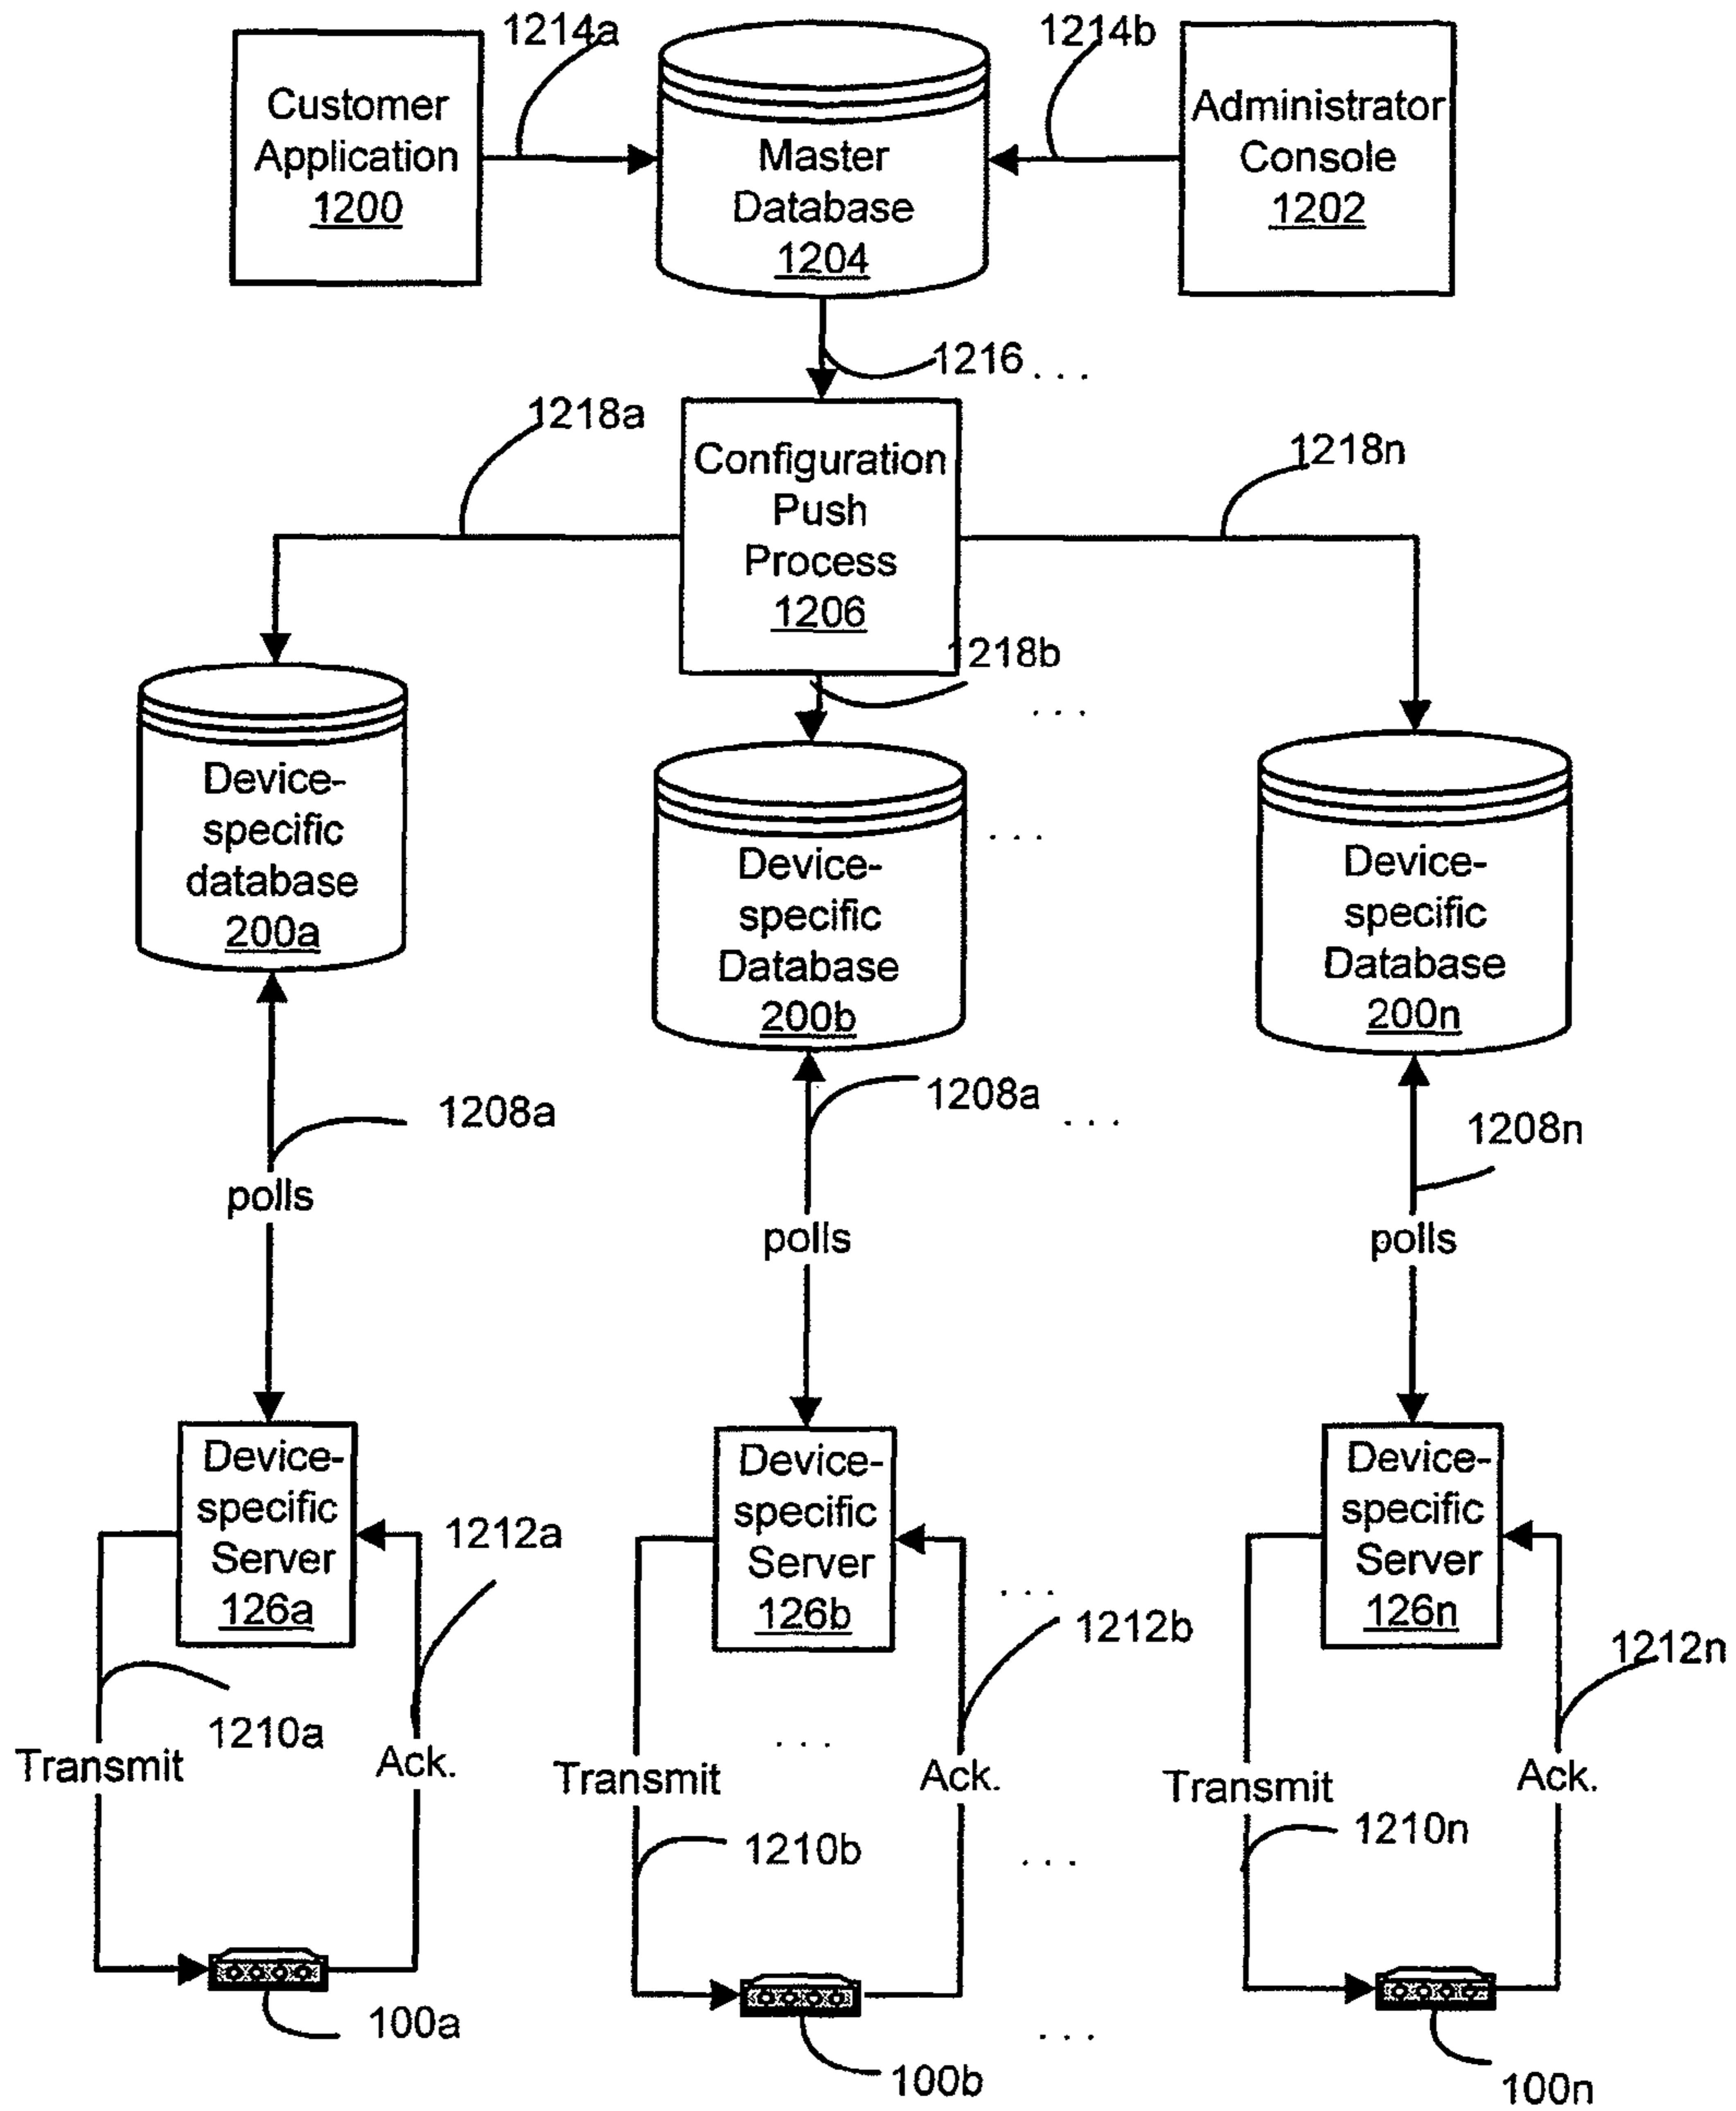 1214a
1214b
Customer
Application
1200
Master
Database
1204
Administrator
Console
1202
1216
. . .
1218a
1218n
Configuration
Push
Process
1206
1218b
. . .
Device-
specific
database
200a
Device-
specific
Database
200b
. . .
Device-
specific
Database
200n
1208a
1208a
. . .
1208n
polls
polls
polls
Device-
specific
Server
126a
Device-
specific
Server
126b
Device-
specific
Server
126n
1212a
. . .
1212b
1212n
1210a
Transmit
Ack.
. . .
Transmit
Ack.
Transmit
Ack.
1210b
. . .
1210n
100a
100b
. . .
100n